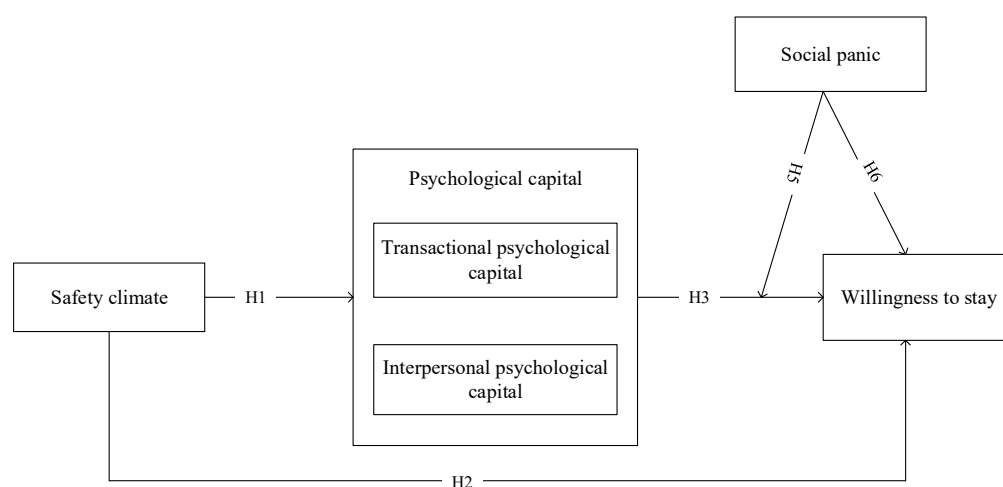 Social panic
H5
H6
Psychological capital
Transactional psychological
capital
Safety climate
H1
H3
Willingness to stay
Interpersonal psychological
capital
H2